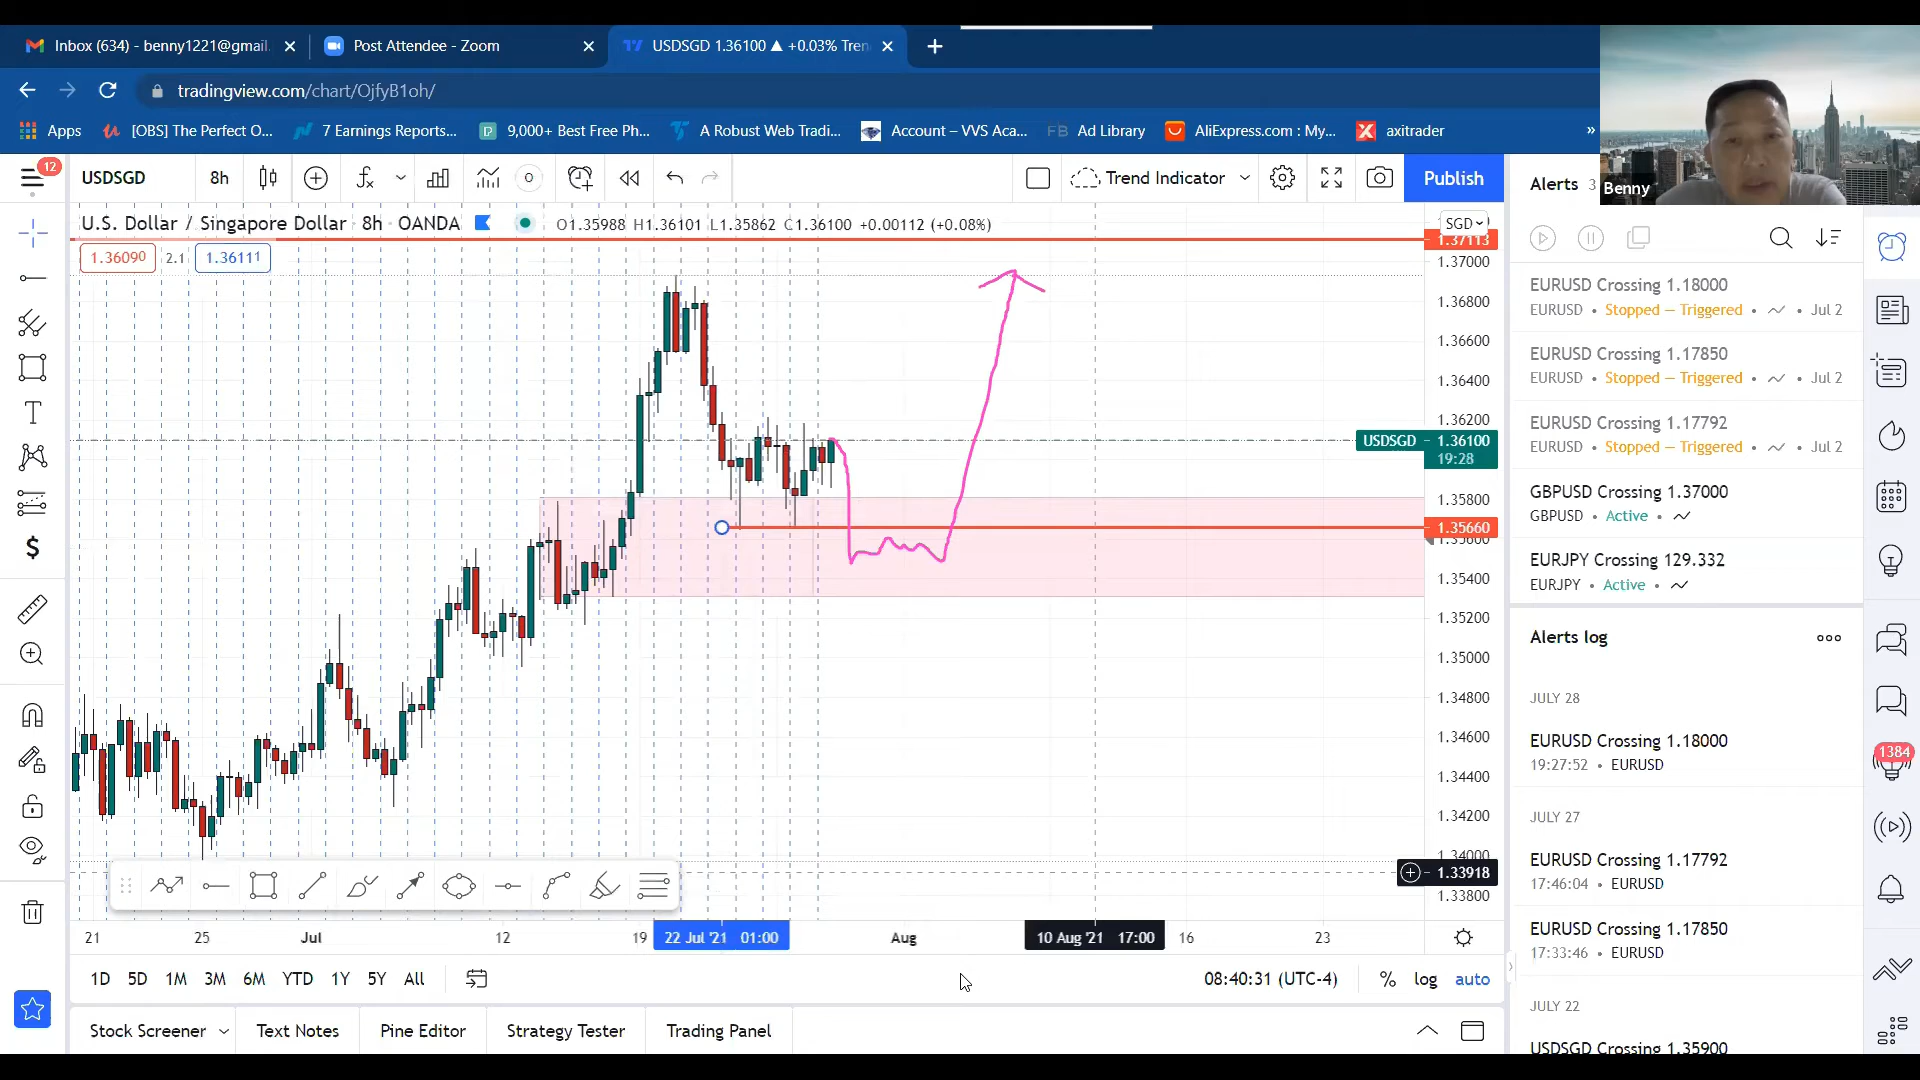 Inbox (634) - benny1221@gmail.
Post Attendee - Zoom
USDSGD 1.36100 ▲ +0.03% Tren
tradingview.com/chart/OjfyB1oh/
Apps
[OBS] The Perfect O...
7 Earnings Reports...
9,000+ Best Free Ph...
A Robust Web Tradi...
Account – VVS Aca...
FB Ad Library
AliExpress.com : My...
axitrader
»
Benny
12
USDSGD
8h
Trend Indicator
Publish
Alerts 3
U.S. Dollar / Singapore Dollar · 8h · OANDA
O1.35988 H1.36101 L1.35862 C1.36100 +0.00112 (+0.08%)
SGD
1.36090
2.1
1.36111
1.37113
1.37000
1.36800
1.36600
1.36400
1.36200
USDSGD 1.36100
19:28
1.35800
1.35660
1.35600
1.35400
1.35200
1.35000
1.34800
1.34600
1.34400
1.34200
1.34000
1.33918
1.33800
21
25
Jul
12
19
22 Jul '21 01:00
Aug
10 Aug '21 17:00
16
23
1D 5D 1M 3M 6M YTD 1Y 5Y All
08:40:31 (UTC-4)
% log auto
Stock Screener
Text Notes
Pine Editor
Strategy Tester
Trading Panel
EURUSD Crossing 1.18000
EURUSD • Stopped — Triggered • • Jul 2
EURUSD Crossing 1.17850
EURUSD • Stopped — Triggered • • Jul 2
EURUSD Crossing 1.17792
EURUSD • Stopped — Triggered • • Jul 2
GBPUSD Crossing 1.37000
GBPUSD • Active •
EURJPY Crossing 129.332
EURJPY • Active •
Alerts log
JULY 28
EURUSD Crossing 1.18000
19:27:52 • EURUSD
JULY 27
EURUSD Crossing 1.17792
17:46:04 • EURUSD
EURUSD Crossing 1.17850
17:33:46 • EURUSD
JULY 22
USDSGD Crossing 1.35900
1384